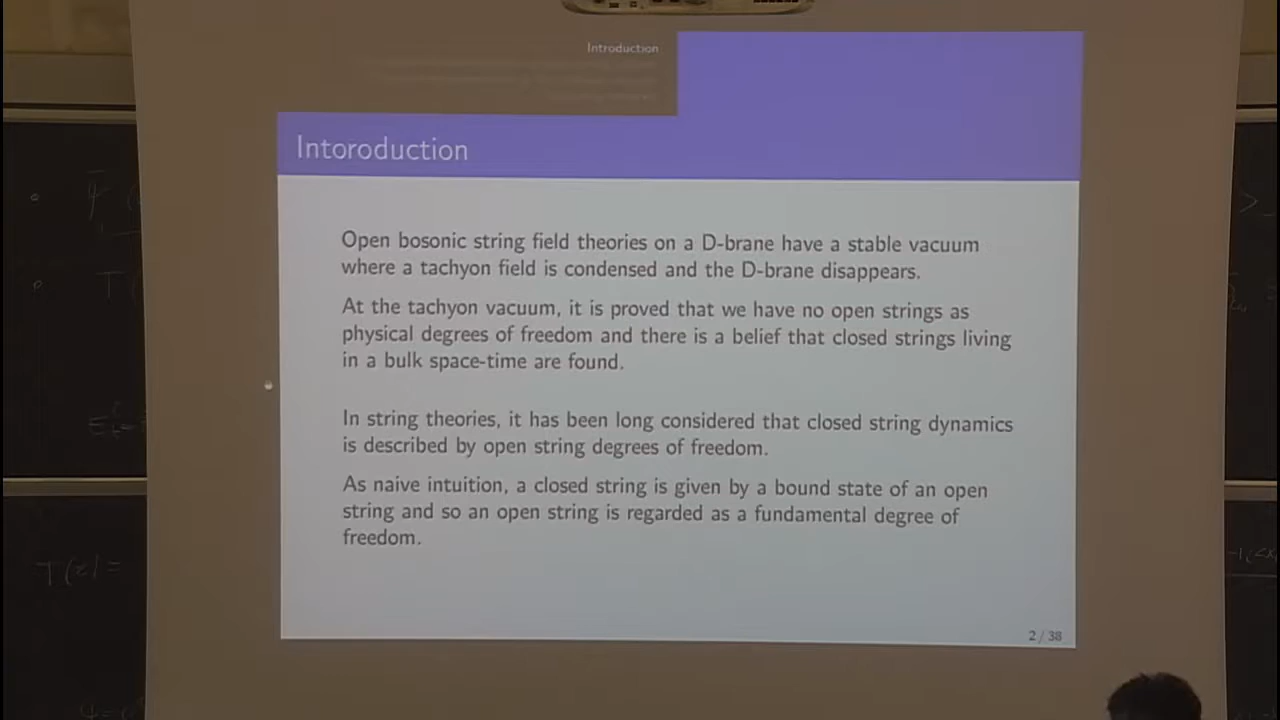 Introduction
Intoroduction
Open bosonic string field theories on a D-brane have a stable vacuum
where a tachyon field is condensed and the D-brane disappears.
At the tachyon vacuum, it is proved that we have no open strings as
physical degrees of freedom and there is a belief that closed strings living
in a bulk space-time are found.
In string theories, it has been long considered that closed string dynamics
is described by open string degrees of freedom.
As naive intuition, a closed string is given by a bound state of an open
string and so an open string is regarded as a fundamental degree of
freedom.
2 / 38
T(z) =